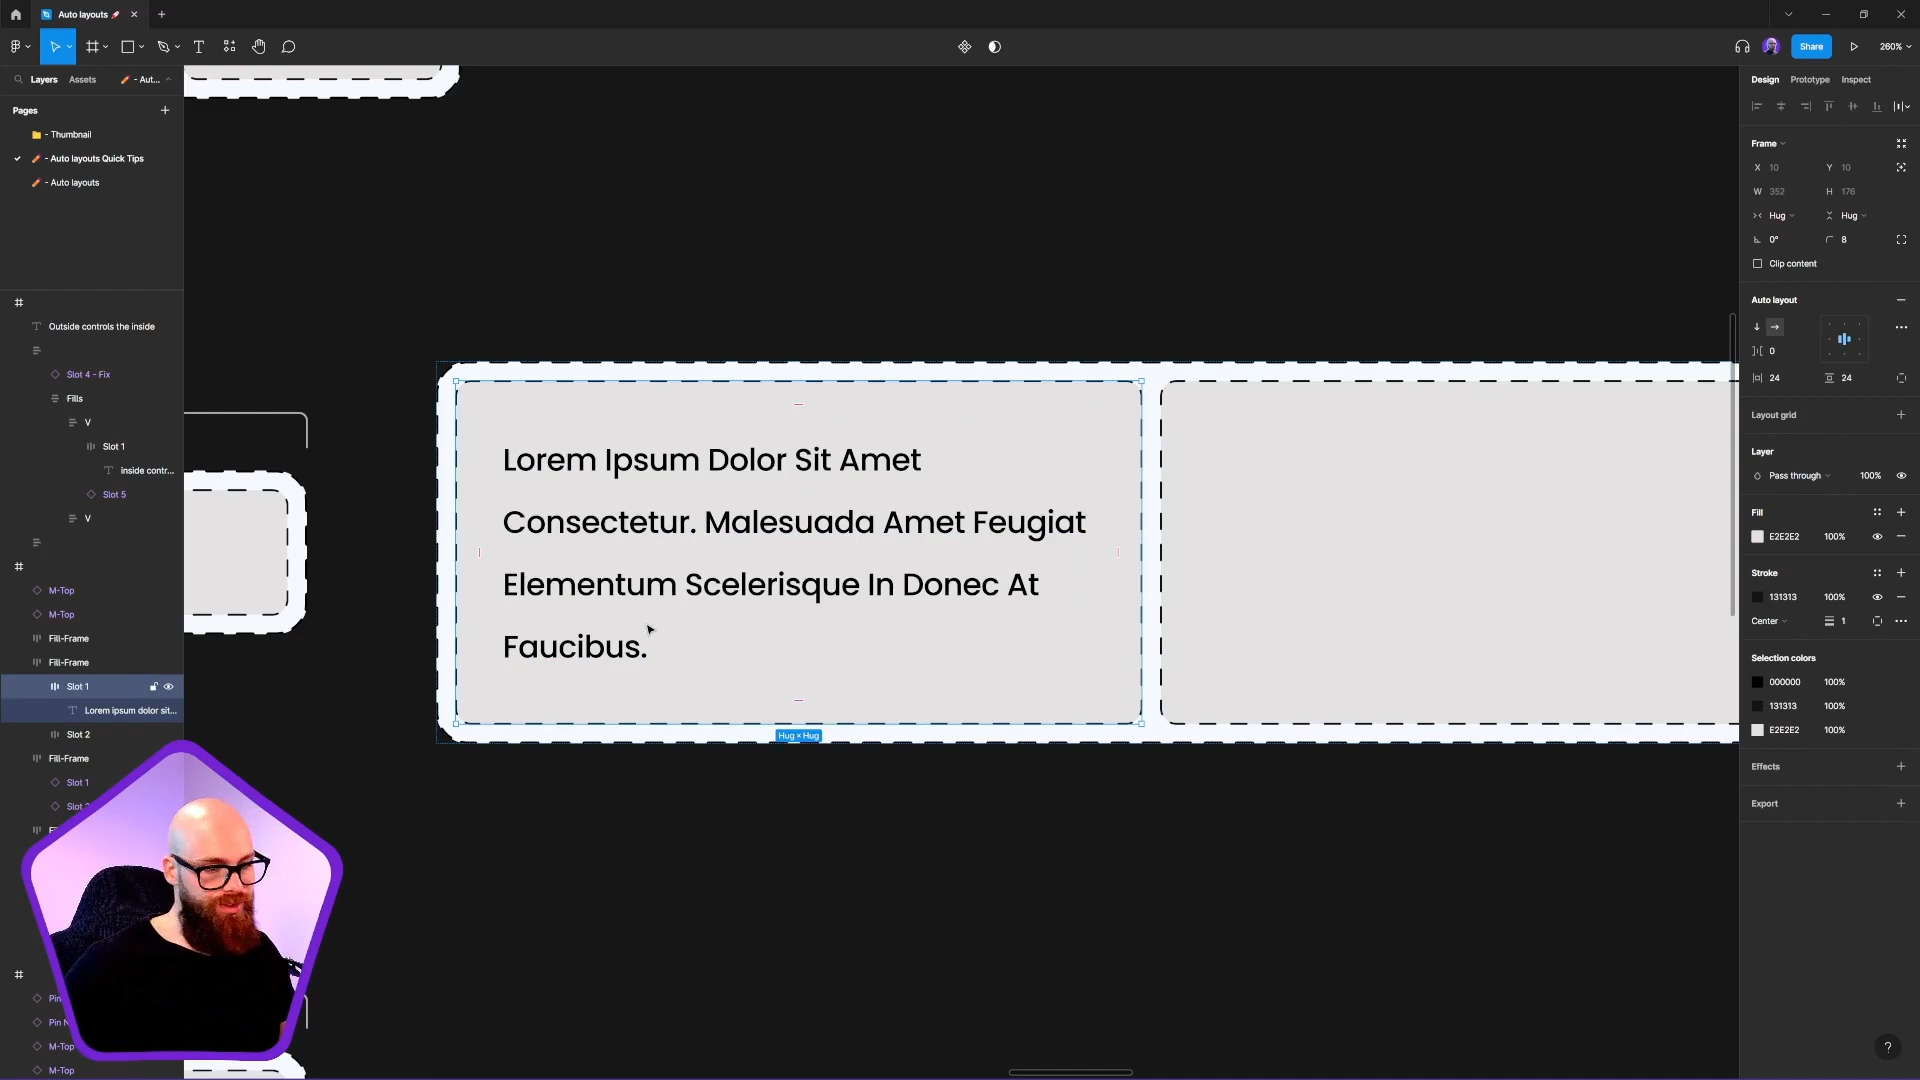 Auto layouts
Share
260%
Layers
Assets
- Aut...
Design
Prototype
Inspect
Pages
- Thumbnail
- Auto layouts Quick Tips
- Auto layouts
Frame
X 10
Y 10
W 352
H 176
Hug
Hug
0°
8
Clip content
Outside controls the inside
Slot 4 - Fix
Fills
V
Slot 1
inside contr...
Slot 5
V
M-Top
M-Top
Fill-Frame
Fill-Frame
Slot 1
Lorem ipsum dolor sit...
Slot 2
Fill-Frame
Slot 1
M-Top
M-Top
Lorem Ipsum Dolor Sit Amet
Consectetur. Malesuada Amet Feugiat
Elementum Scelerisque In Donec At
Faucibus.
Hug × Hug
Auto layout
0
24
24
Layout grid
Layer
Pass through
100%
Fill
E2E2E2
100%
Stroke
131313
100%
Center
1
Selection colors
000000
100%
131313
100%
E2E2E2
100%
Effects
Export
?